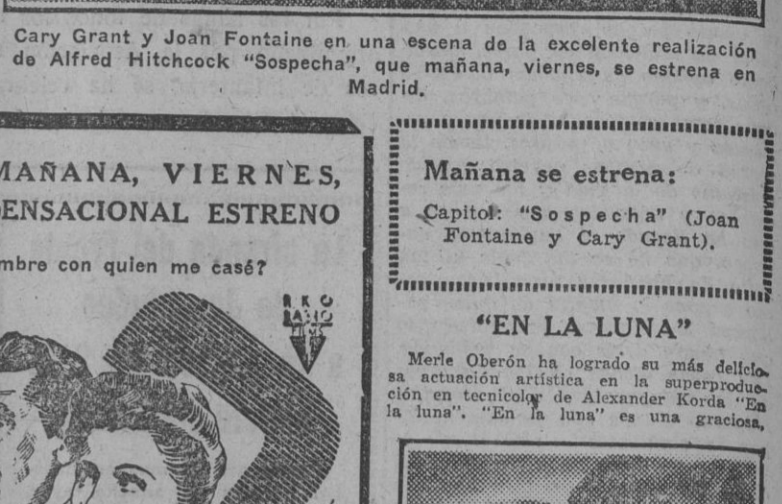 Cary Grant y Joan Fontaine en una escena de la excelente realización
de Alfred Hitchcock "Sospecha", que mañana, viernes, se estrena en
Madrid.
MAÑANA, VIERNES,
ENSACIONAL ESTRENO
mbre con quien me casé?
RKO
RADIO
FILMS
Mañana se estrena:
Capitol: "Sospecha" (Joan
Fontaine y Cary Grant).
"EN LA LUNA"
Merle Oberón ha logrado su más delicio-
sa actuación artística en la superproduc-
ción en tecnicolor de Alexander Korda "En
la luna". "En la luna" es una graciosa,